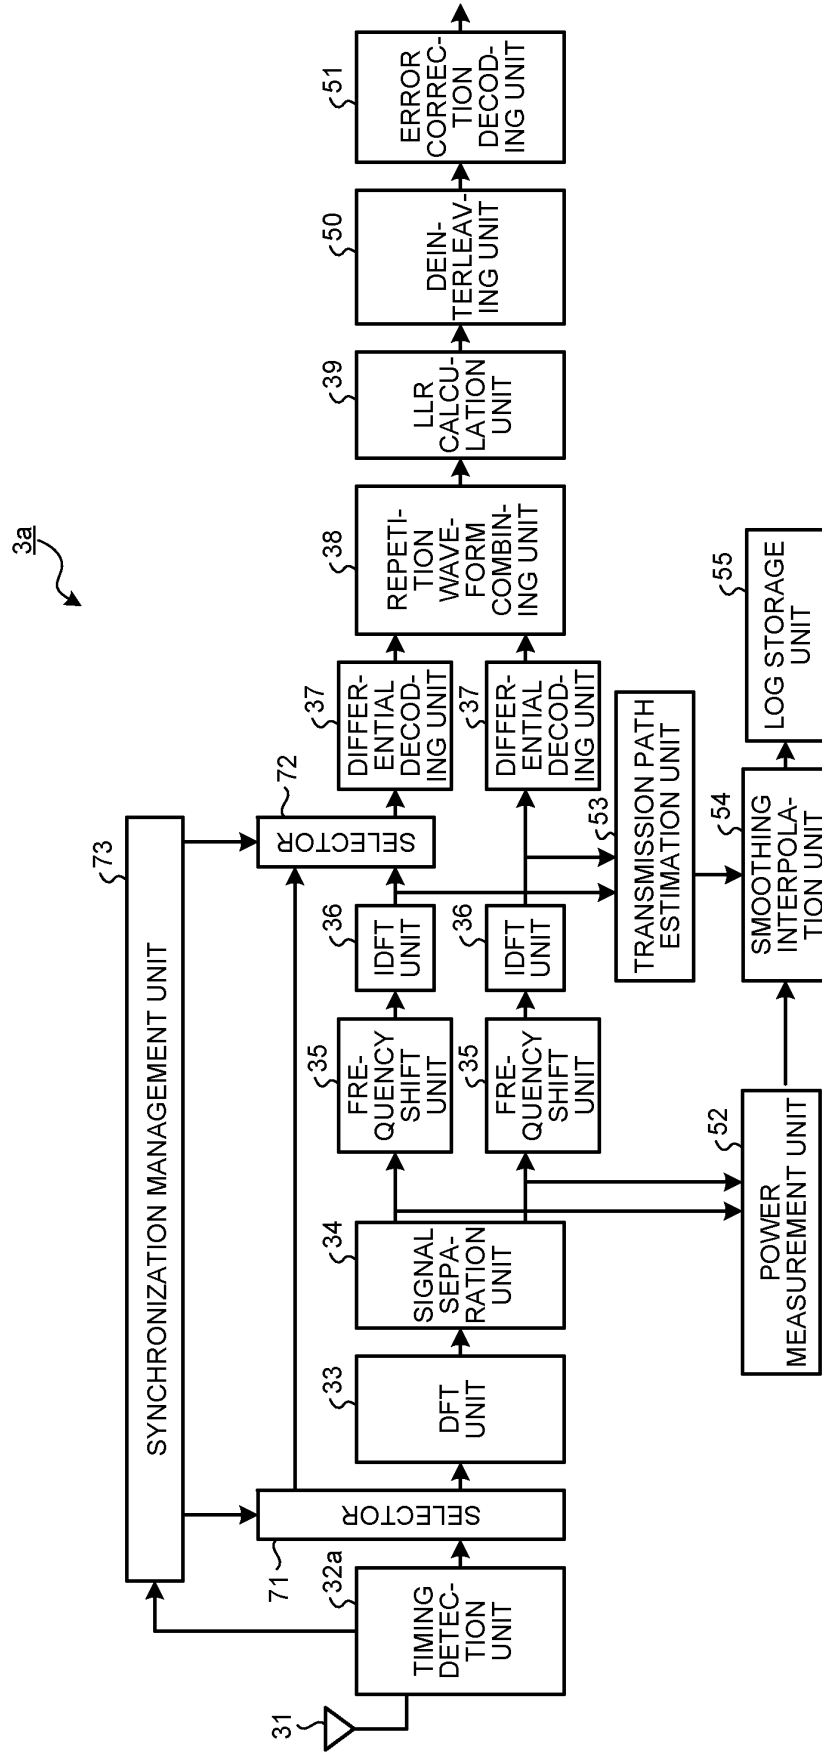 3a
73
SYNCHRONIZATION MANAGEMENT UNIT
31
32a
TIMING
DETEC-
TION
UNIT
71
SELECTOR
33
DFT
UNIT
34
SIGNAL
SEPA-
RATION
UNIT
35
FRE-
QUENCY
SHIFT
UNIT
36
IDFT
UNIT
72
SELECTOR
37
DIFFER-
ENTIAL
DECOD-
ING UNIT
35
FRE-
QUENCY
SHIFT
UNIT
36
IDFT
UNIT
37
DIFFER-
ENTIAL
DECOD-
ING UNIT
38
REPETI-
TION
WAVE-
FORM
COMBIN-
ING UNIT
39
LLR
CALCU-
LATION
UNIT
50
DEIN-
TERLEAV-
ING UNIT
51
ERROR
CORREC-
TION
DECOD-
ING UNIT
53
TRANSMISSION PATH
ESTIMATION UNIT
52
POWER
MEASUREMENT UNIT
54
SMOOTHING
INTERPOLA-
TION UNIT
55
LOG STORAGE
UNIT